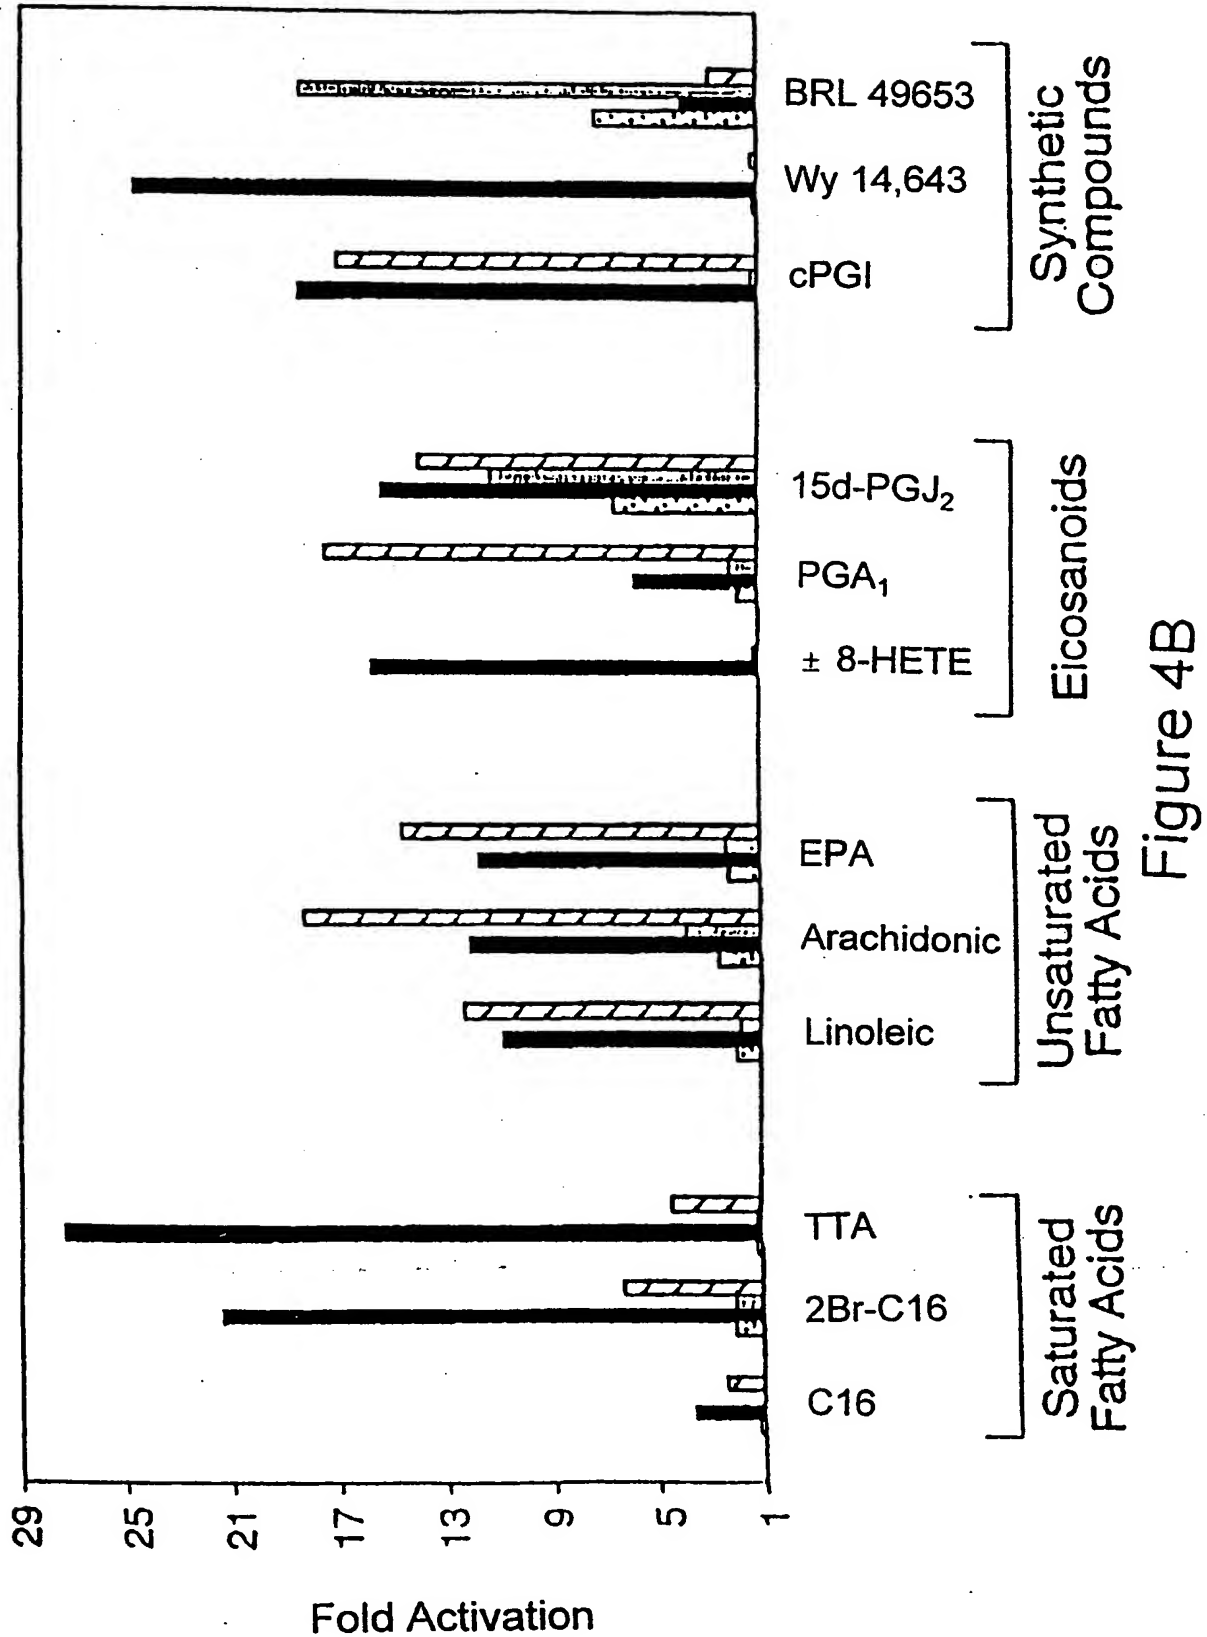 BRL 49653
Wy 14,643
cPGI
Synthetic
Compounds
15d-PGJ₂
PGA₁
± 8-HETE
Eicosanoids
EPA
Arachidonic
Linoleic
Unsaturated
Fatty Acids
TTA
2Br-C16
C16
Saturated
Fatty Acids
29
25
21
17
13
9
5
1
Fold Activation
Figure 4B